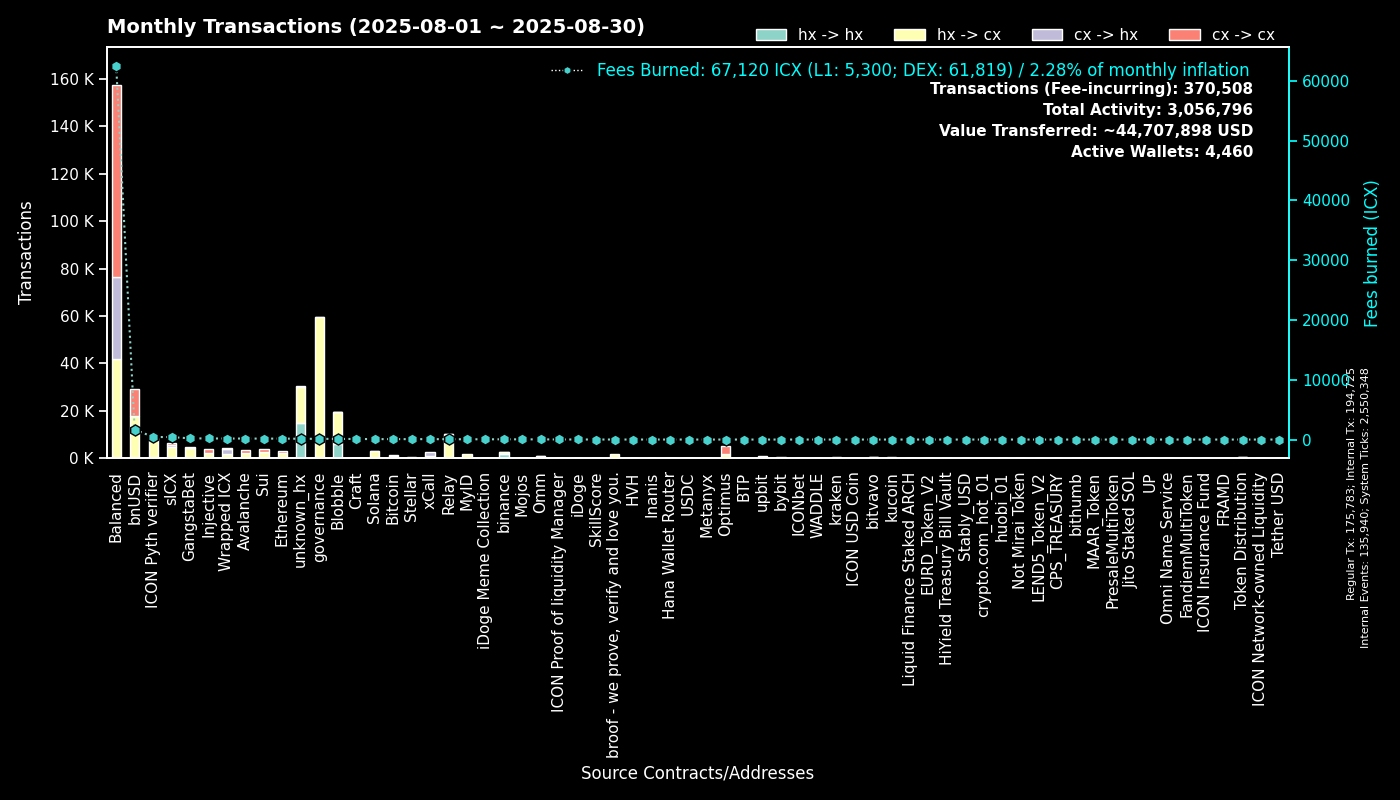 Monthly Transactions (2025-08-01 ~ 2025-08-30)
hx -> hx
hx -> cx
cx -> hx
cx -> cx
Fees Burned: 67,120 ICX (L1: 5,300; DEX: 61,819) / 2.28% of monthly inflation
Transactions (Fee-incurring): 370,508
Total Activity: 3,056,796
Value Transferred: ~44,707,898 USD
Active Wallets: 4,460
Transactions
160 K
140 K
120 K
100 K
80 K
60 K
40 K
20 K
0 K
60000
50000
40000
30000
20000
10000
0
Fees burned (ICX)
Regular Tx: 175,783; Internal Tx: 194,725
Internal Events: 135,940; System Ticks: 2,550,348
Balanced
bnUSD
ICON Pyth verifier
sICX
GangstaBet
Injective
Wrapped ICX
Avalanche
Sui
Ethereum
unknown_hx
governance
Blobble
Craft
Solana
Bitcoin
Stellar
xCall
Relay
MyID
iDoge Meme Collection
binance
Mojos
Omm
ICON Proof of liquidity Manager
iDoge
SkillScore
broof - we prove, verify and love you.
HVH
Inanis
Hana Wallet Router
USDC
Metanyx
Optimus
BTP
upbit
bybit
ICONbet
WADDLE
kraken
ICON USD Coin
bitvavo
kucoin
Liquid Finance Staked ARCH
EURD_Token_V2
HiYield Treasury Bill Vault
Stably_USD
crypto.com_hot_01
huobi_01
Not Mirai Token
LEND5_Token_V2
CPS_TREASURY
bithumb
MAAR_Token
PresaleMultiToken
Jito Staked SOL
UP
Omni Name Service
FandiemMultiToken
ICON Insurance Fund
FRAMD
Token Distribution
ICON Network-owned Liquidity
Tether USD
Source Contracts/Addresses